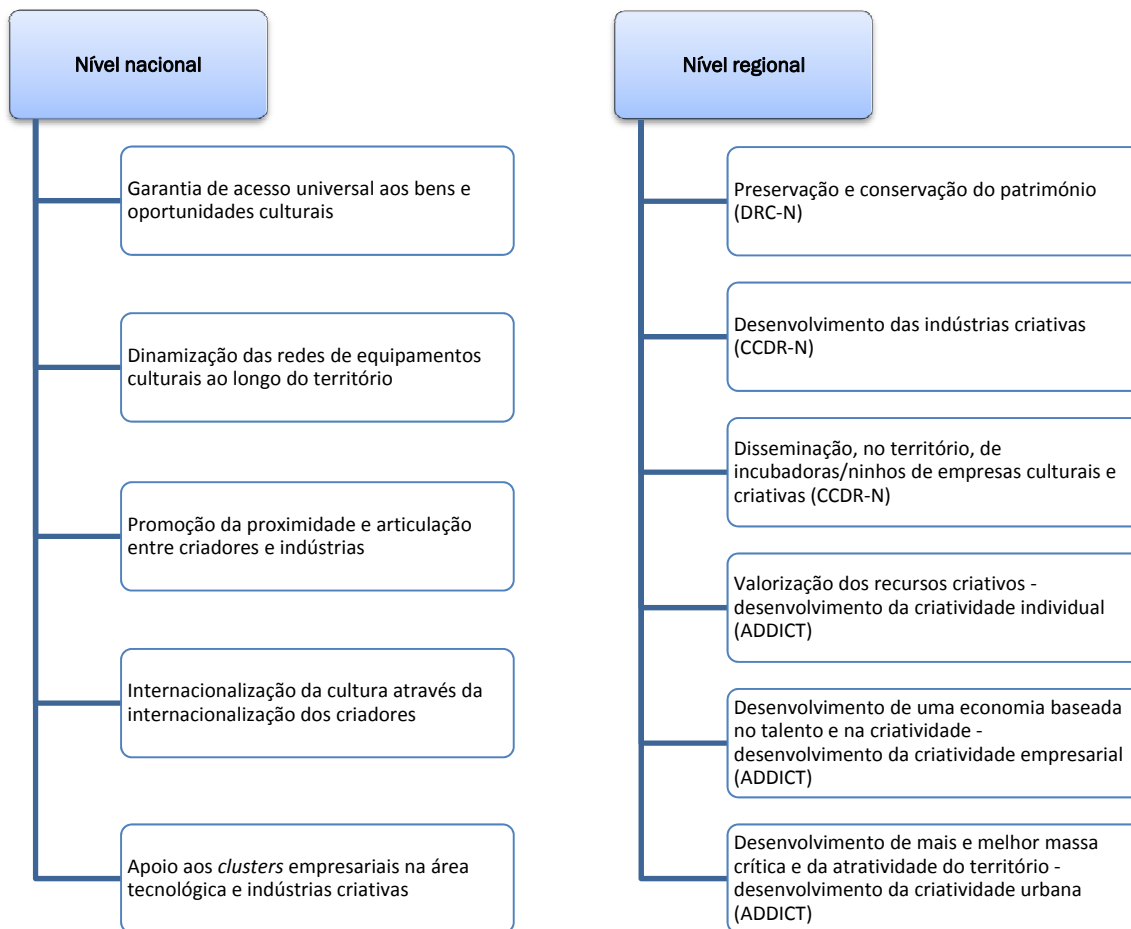 Nível nacional
Garantia de acesso universal aos bens e
oportunidades culturais
Dinamização das redes de equipamentos
culturais ao longo do território
Promoção da proximidade e articulação
entre criadores e indústrias
Internacionalização da cultura através da
internacionalização dos criadores
Apoio aos clusters empresariais na área
tecnológica e indústrias criativas
Nível regional
Preservação e conservação do património
(DRC-N)
Desenvolvimento das indústrias criativas
(CCDR-N)
Disseminação, no território, de
incubadoras/ninhos de empresas culturais e
criativas (CCDR-N)
Valorização dos recursos criativos -
desenvolvimento da criatividade individual
(ADDICT)
Desenvolvimento de uma economia baseada
no talento e na criatividade -
desenvolvimento da criatividade empresarial
(ADDICT)
Desenvolvimento de mais e melhor massa
crítica e da atratividade do território -
desenvolvimento da criatividade urbana
(ADDICT)